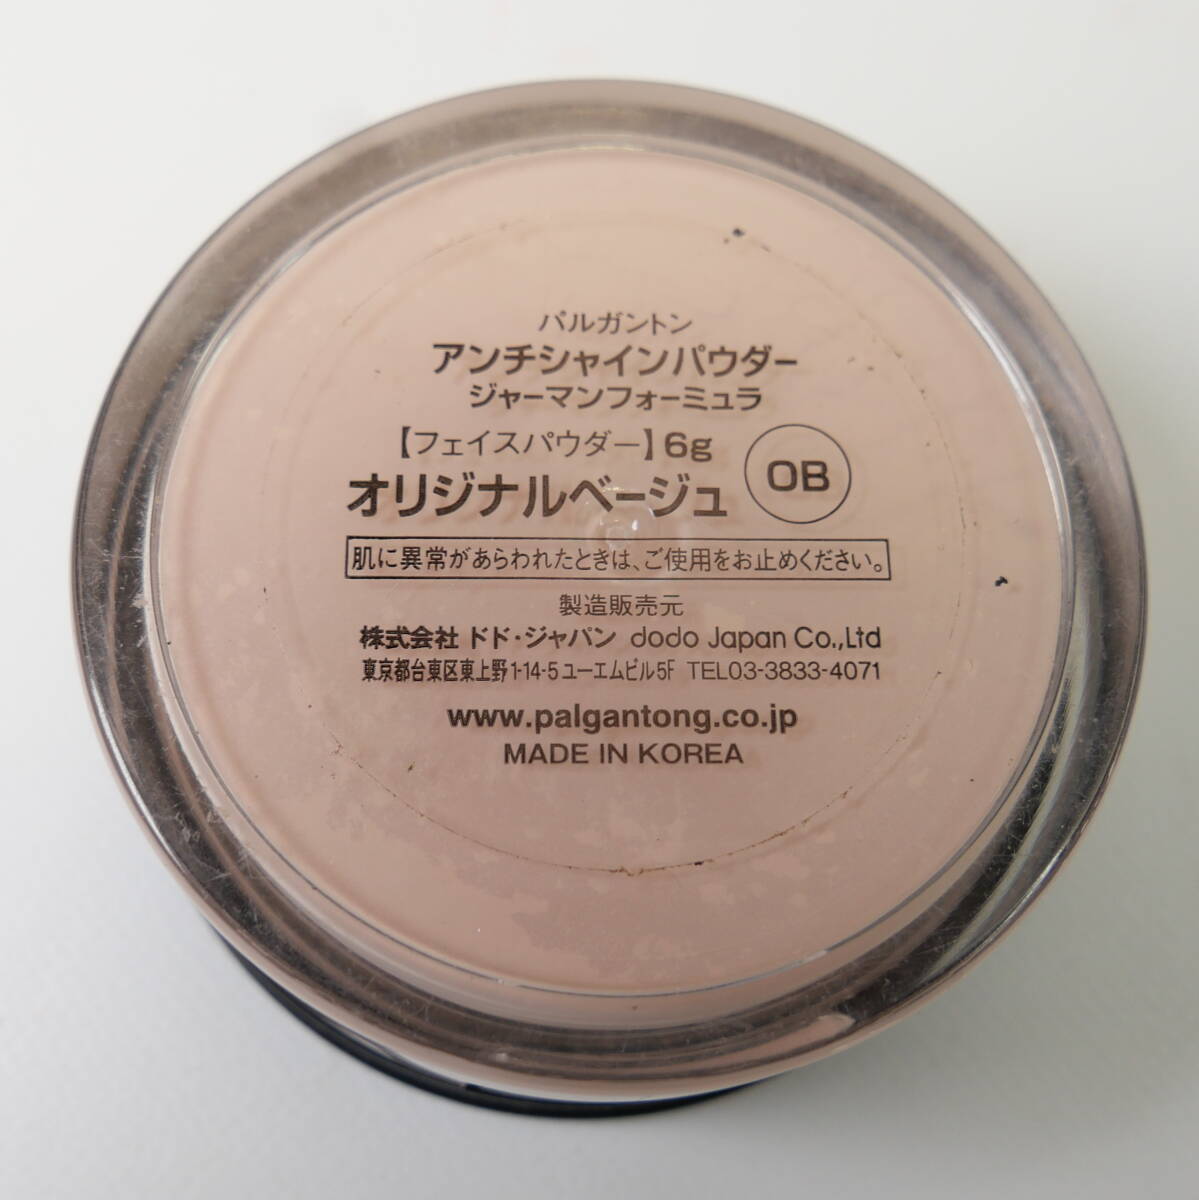 パルガントン
アンチシャインパウダー
ジャーマンフォーミュラ
【フェイスパウダー】6g
オリジナルベージュ OB
肌に異常があらわれたときは、ご使用をお止めください。
製造販売元
株式会社 ドド・ジャパン dodo Japan Co.,Ltd
東京都台東区東上野1-14-5ユーエムビル5F TEL03-3833-4071
www.palgantong.co.jp
MADE IN KOREA